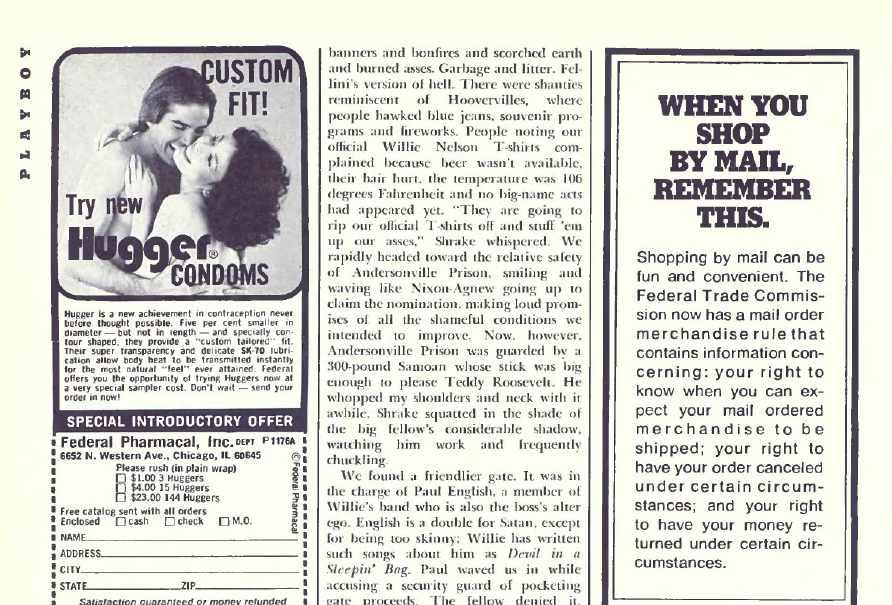 PLAYBOY
CUSTOM
FIT!
Try new
Hugger®
CONDOMS
Hugger is a new achievement in contraception never
before thought possible. Five per cent smaller in
diameter — but not in length — and specially con-
tour shaped, they provide a "custom tailored" fit.
Their super transparency and delicate SK-70 lubri-
cation allow body heat to be transmitted instantly
for the most natural "feel" ever attained. Federal
offers you the opportunity of trying Huggers now at
a very special sampler cost. Don't wait — send your
order in now!
SPECIAL INTRODUCTORY OFFER
Federal Pharmacal, Inc. DEPT P1176A
6652 N. Western Ave., Chicago, IL 60645
Please rush (in plain wrap)
$1.00 3 Huggers
$4.00 15 Huggers
$23.00 144 Huggers
Free catalog sent with all orders
Enclosed cash check M.O.
NAME
ADDRESS
CITY
STATE ZIP
Satisfaction guaranteed or money refunded
© Federal Pharmacal
banners and bonfires and scorched earth
and burned asses. Garbage and litter. Fel-
lini's version of hell. There were shanties
reminiscent of Hoovervilles, where
people hawked blue jeans, souvenir pro-
grams and fireworks. People noting our
official Willie Nelson T-shirts com-
plained because beer wasn't available,
their hair hurt, the temperature was 106
degrees Fahrenheit and no big-name acts
had appeared yet. "They are going to
rip our official T-shirts off and stuff 'em
up our asses," Shrake whispered. We
rapidly headed toward the relative safety
of Andersonville Prison, smiling and
waving like Nixon-Agnew going up to
claim the nomination, making loud prom-
ises of all the shameful conditions we
intended to improve. Now, however,
Andersonville Prison was guarded by a
300-pound Samoan whose stick was big
enough to please Teddy Roosevelt. He
whopped my shoulders and neck with it
awhile. Shrake squatted in the shade of
the big fellow's considerable shadow,
watching him work and frequently
chuckling.
We found a friendlier gate. It was in
the charge of Paul English, a member of
Willie's band who is also the boss's alter
ego. English is a double for Satan, except
for being too skinny; Willie has written
such songs about him as Devil in a
Sleepin' Bag. Paul waved us in while
accusing a security guard of pocketing
gate proceeds. The fellow denied it,
WHEN YOU
SHOP
BY MAIL,
REMEMBER
THIS.
Shopping by mail can be
fun and convenient. The
Federal Trade Commis-
sion now has a mail order
merchandise rule that
contains information con-
cerning: your right to
know when you can ex-
pect your mail ordered
merchandise to be
shipped; your right to
have your order canceled
under certain circum-
stances; and your right
to have your money re-
turned under certain cir-
cumstances.